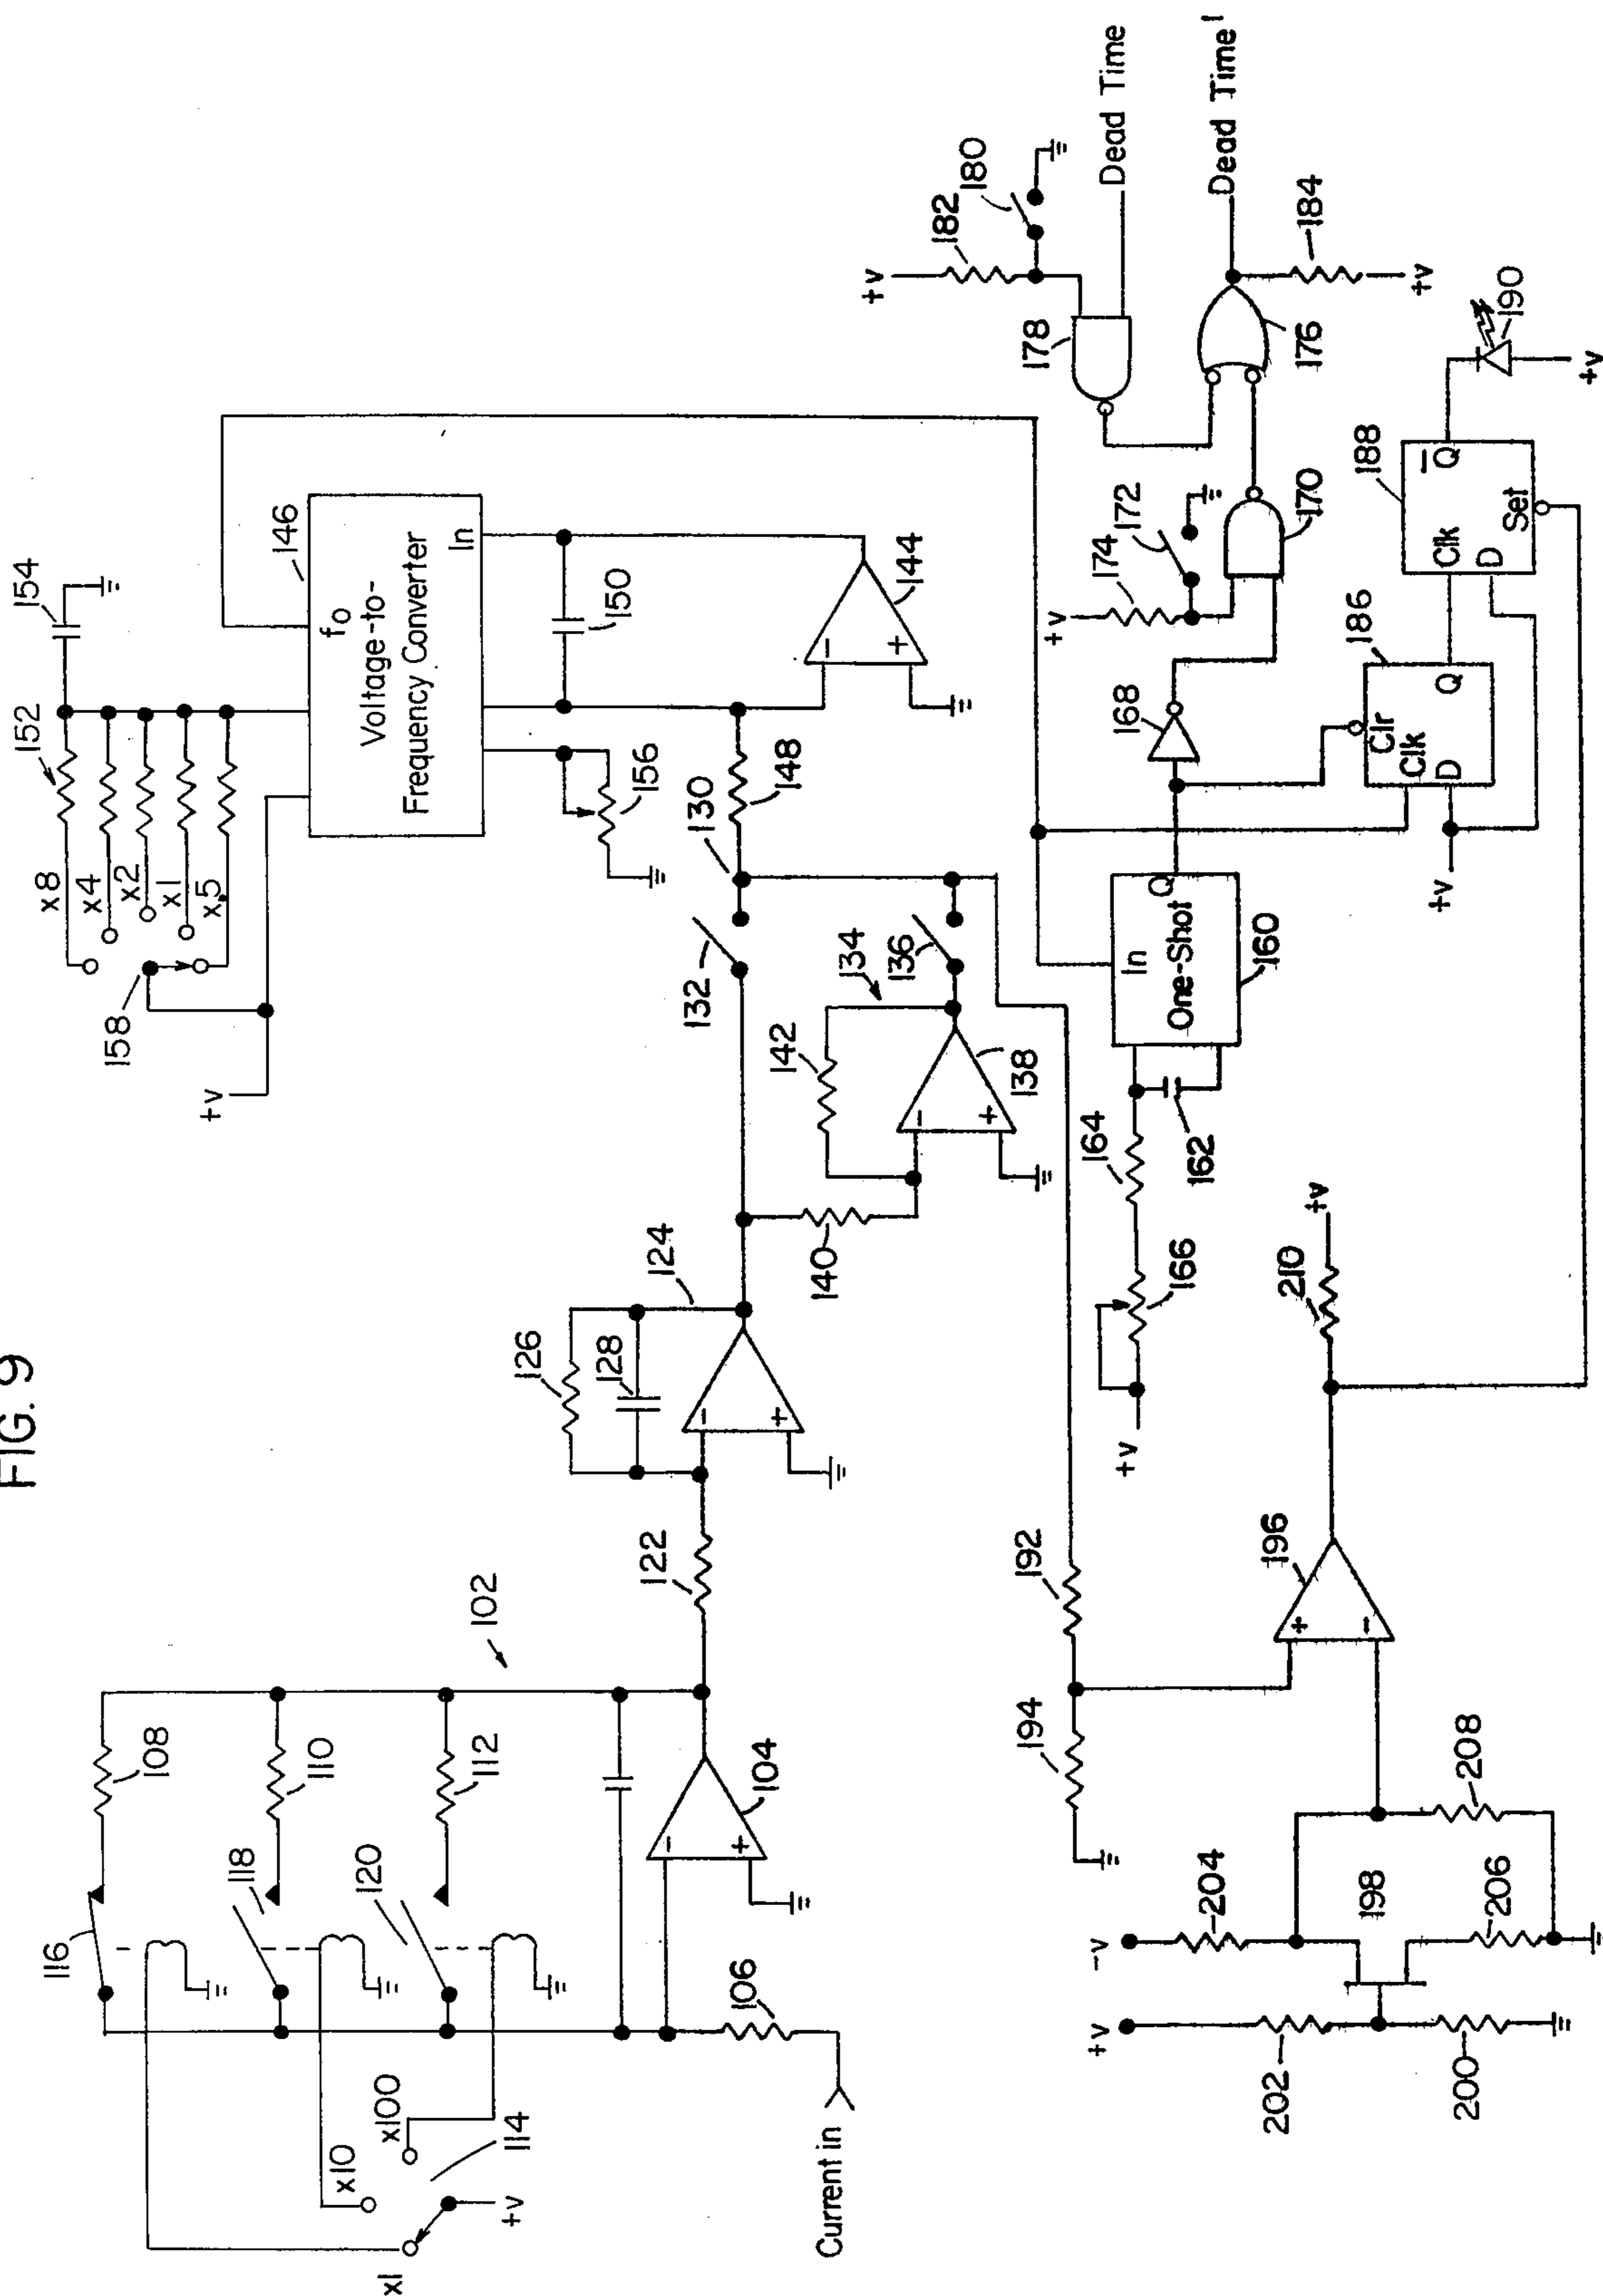 FIG. 9
154
152
x8
x4
x2
x1
x.5
158
+v
146
fo
Voltage-to-
Frequency Converter
In
150
144
156
148
130
132
134
136
142
138
140
124
126
128
122
102
108
110
112
116
118
120
104
106
x1
x10
x100
114
+v
Current in
+v
182
180
178
Dead Time
Dead Time'
176
184
+v
190
+v
188
Q
Clk
D
Set
172
174
+v
170
168
186
Clr
Clk
D
Q
+v
Q
In
One-Shot
160
162
164
166
+v
192
194
196
210
+v
-v
+v
204
202
198
206
208
200